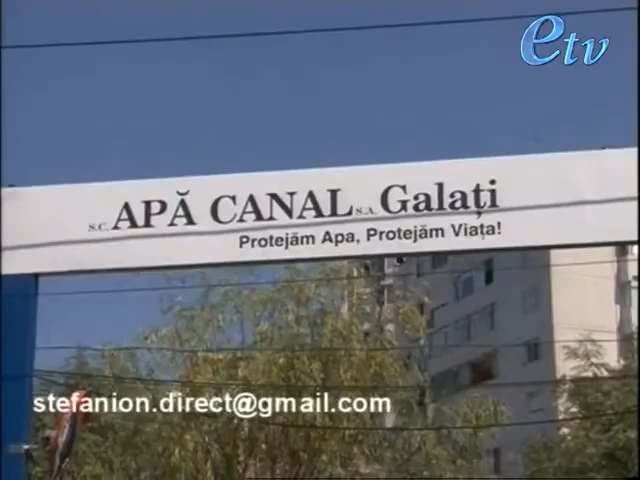 etv
S.C. APĂ CANAL S.A. Galați
Protejăm Apa, Protejăm Viața!
stefanion.direct@gmail.com